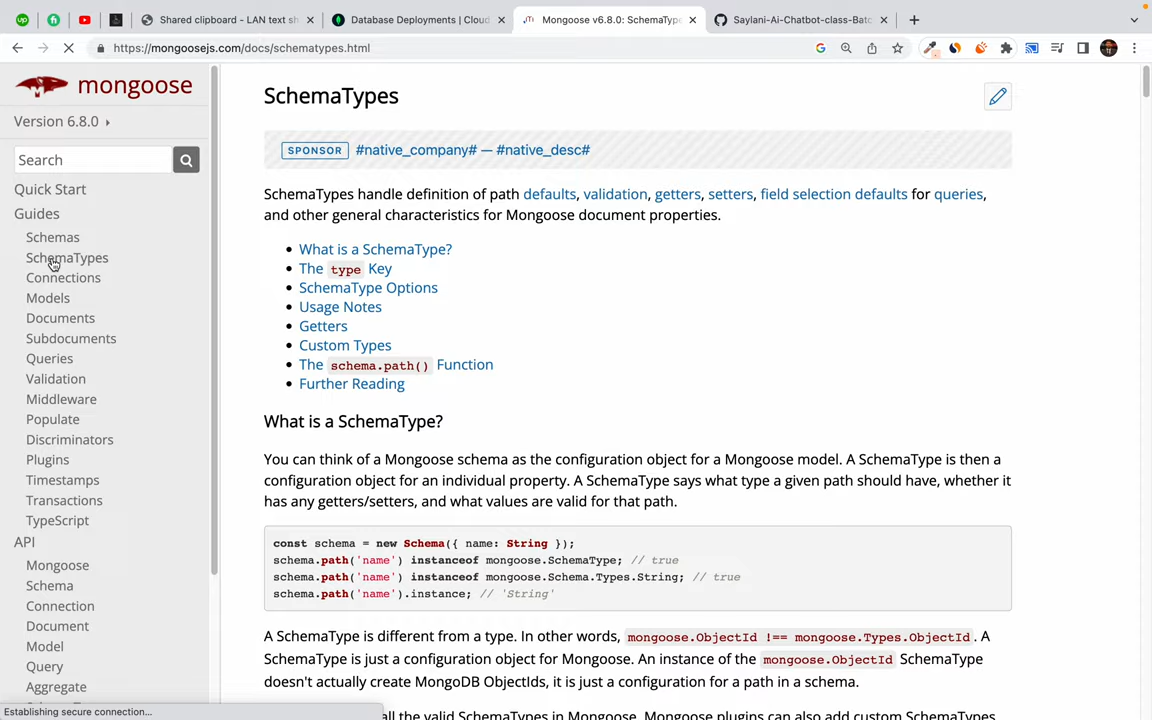 Shared clipboard - LAN text sh
Database Deployments | Cloud
Mongoose v6.8.0: SchemaType
Saylani-Ai-Chatbot-class-Batc
https://mongoosejs.com/docs/schematypes.html
mongoose
Version 6.8.0
Search
Quick Start
Guides
Schemas
SchemaTypes
Connections
Models
Documents
Subdocuments
Queries
Validation
Middleware
Populate
Discriminators
Plugins
Timestamps
Transactions
TypeScript
API
Mongoose
Schema
Connection
Document
Model
Query
Aggregate
Establishing secure connection...
SchemaTypes
SPONSOR #native_company# — #native_desc#
SchemaTypes handle definition of path defaults, validation, getters, setters, field selection defaults for queries,
and other general characteristics for Mongoose document properties.
What is a SchemaType?
The type Key
SchemaType Options
Usage Notes
Getters
Custom Types
The schema.path() Function
Further Reading
What is a SchemaType?
You can think of a Mongoose schema as the configuration object for a Mongoose model. A SchemaType is then a
configuration object for an individual property. A SchemaType says what type a given path should have, whether it
has any getters/setters, and what values are valid for that path.
const schema = new Schema({ name: String });
schema.path('name') instanceof mongoose.SchemaType; // true
schema.path('name') instanceof mongoose.Schema.Types.String; // true
schema.path('name').instance; // 'String'
A SchemaType is different from a type. In other words, mongoose.ObjectId !== mongoose.Types.ObjectId. A
SchemaType is just a configuration object for Mongoose. An instance of the mongoose.ObjectId SchemaType
doesn't actually create MongoDB ObjectIds, it is just a configuration for a path in a schema.
all the valid SchemaTypes in Mongoose. Mongoose plugins can also add custom SchemaTypes